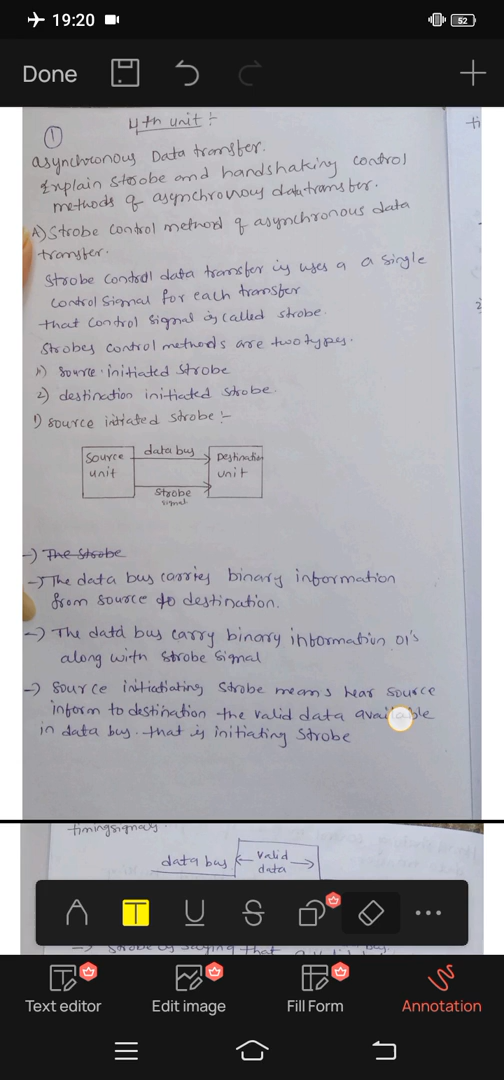 19:20
52
Done
4th unit :-
ti
①
asynchronous Data transfer.
Explain stoobe and handshaking control
methods of asynchronous data transfer.
A) Strobe control method of asynchronous data
transfer.
Strobe control data transfer is uses a a single
control signal for each transfer
that control signal is called strobe.
Strobes control methods are two types.
1) source initiated strobe
2) destination initiated strobe.
1) source intiated strobe :-
data bus
Source
unit
Destination
unit
Strobe
signal
-) The Strobe
-) The data bus carries binary information
from source to destination.
-) The data bus carry binary information 01's
along with strobe signal
-) Source initiatiating strobe means hear source
inform to destination the valid data available
in data bus. that is initiating strobe
timing signals
data bus
valid
data
T
U
S
Text editor
Edit image
Fill Form
Annotation